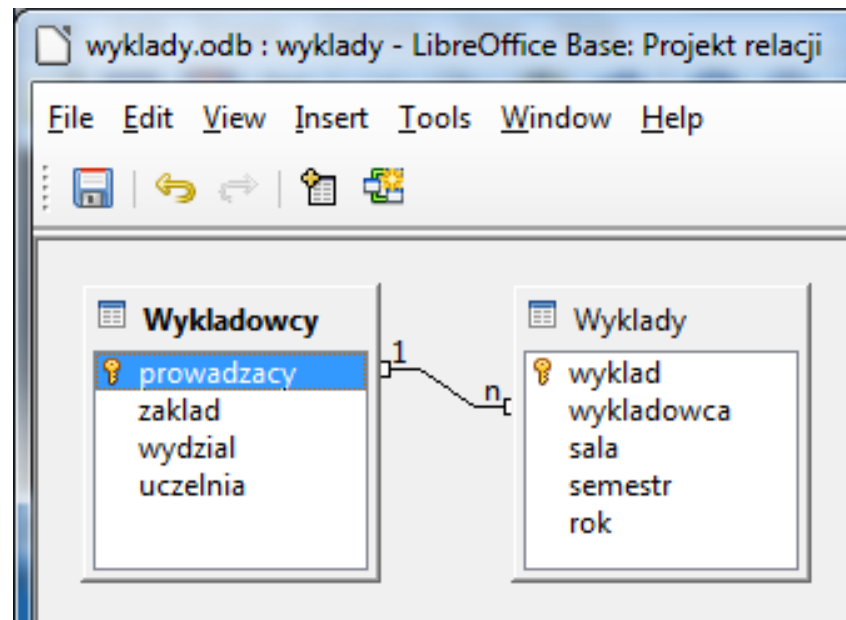 wyklady.odb : wyklady - LibreOffice Base: Projekt relacji
File Edit View Insert Tools Window Help
Wykladowcy
prowadzacy
zaklad
wydzial
uczelnia
1
n
Wyklady
wyklad
wykladowca
sala
semestr
rok